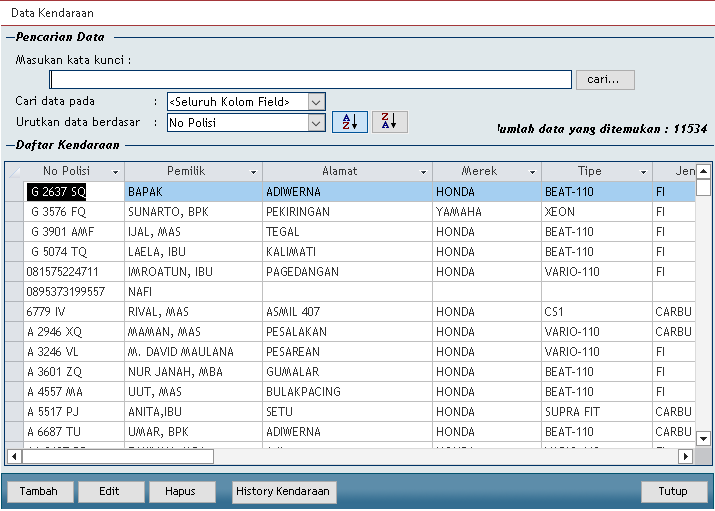 Data Kendaraan
Pencarian Data
Masukan kata kunci :
cari...
Cari data pada : <Seluruh Kolom Field>
Urutkan data berdasar : No Polisi A Z Z A Jumlah data yang ditemukan : 11534
Daftar Kendaraan
No Polisi Pemilik Alamat Merek Tipe Jen
G 2637 SQ BAPAK ADIWERNA HONDA BEAT-110 FI
G 3576 FQ SUNARTO, BPK PEKIRINGAN YAMAHA XEON FI
G 3901 AMF IJAL, MAS TEGAL HONDA BEAT-110 FI
G 5074 TQ LAELA, IBU KALIMATI HONDA BEAT-110 FI
081575224711 IMROATUN, IBU PAGEDANGAN HONDA VARIO-110 FI
0895373199557 NAFI
6779 IV RIVAL, MAS ASMIL 407 HONDA CS1 CARBU
A 2946 XQ MAMAN, MAS PESALAKAN HONDA VARIO-110 CARBU
A 3246 VL M. DAVID MAULANA PESAREAN HONDA VARIO-110 FI
A 3601 ZQ NUR JANAH, MBA GUMALAR HONDA BEAT-110 FI
A 4557 MA UUT, MAS BULAKPACING HONDA BEAT-110 FI
A 5517 PJ ANITA,IBU SETU HONDA SUPRA FIT CARBU
A 6687 TU UMAR, BPK ADIWERNA HONDA BEAT-110 CARBU
Tambah Edit Hapus History Kendaraan Tutup